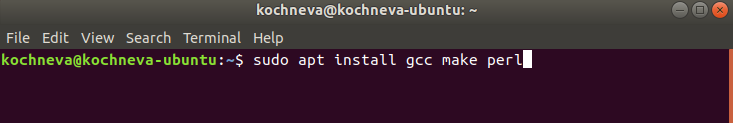 kochneva@kochneva-ubuntu: ~
File Edit View Search Terminal Help
kochneva@kochneva-ubuntu:~$ sudo apt install gcc make perl